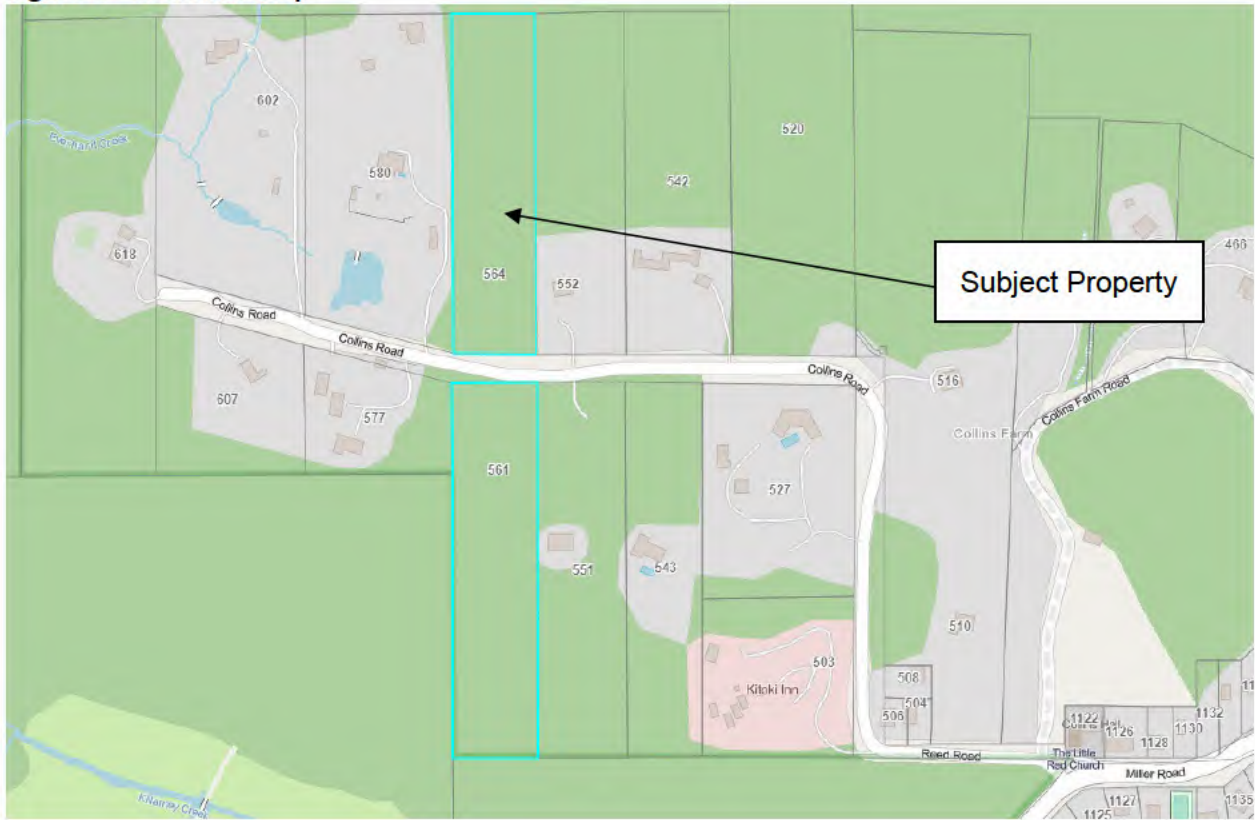 602
520
580
542
618
564
552
Subject Property
466
Collins Road
Collins Road
Collins Road
516
Collins Farm Road
Collins Farm
607
577
561
527
551
543
510
503
Kitoki Inn
508
504
506
1122
1126
1128
1130
1132
Reed Road
The Little
Red Church
Miller Road
Killarney Creek
1127
1125
1135